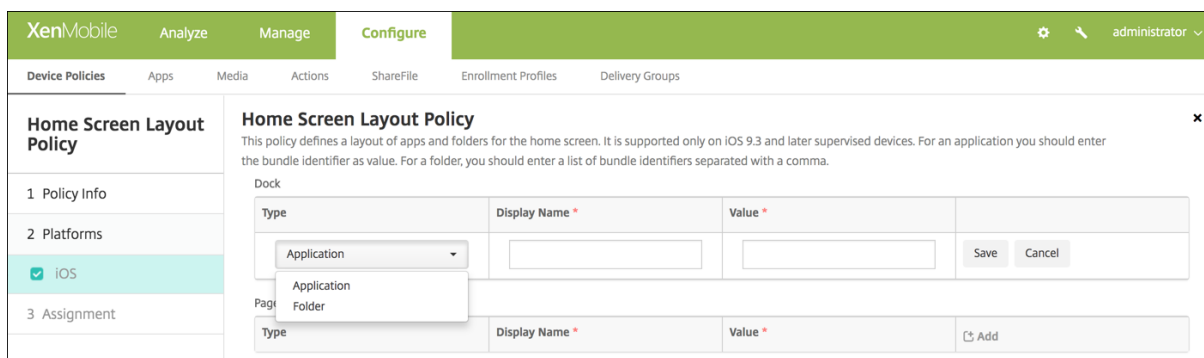 XenMobile Analyze Manage Configure administrator
Device Policies Apps Media Actions ShareFile Enrollment Profiles Delivery Groups
Home Screen Layout Policy
1 Policy Info
2 Platforms
iOS
3 Assignment
Home Screen Layout Policy
This policy defines a layout of apps and folders for the home screen. It is supported only on iOS 9.3 and later supervised devices. For an application you should enter
the bundle identifier as value. For a folder, you should enter a list of bundle identifiers separated with a comma.
Dock
Type Display Name * Value *
Application Save Cancel
Application
Folder
Page
Type Display Name * Value * Add